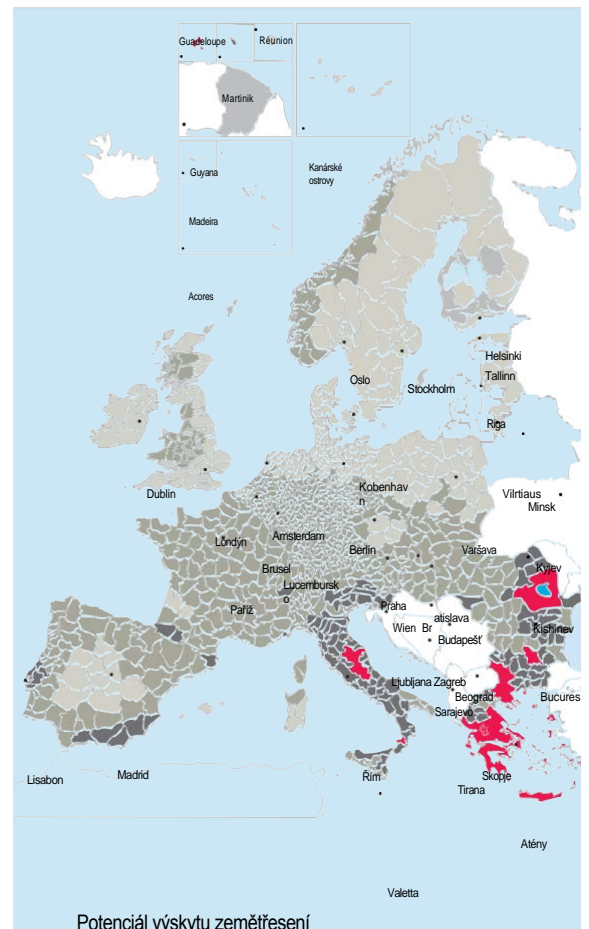 Guadeloupe
Réunion
Martinik
Guyana
Kanárské
ostrovy
Madeira
Acores
Helsinki
Oslo
Stockholm
Tallinn
Riga
Dublin
Kobenhav
n
Vilrtiaus
Minsk
Londýn
Amsterdam
Berlín
Varšava
Brusel
Kyjev
Lucembursk
o
Paříž
Praha
atislava
Wien Br
Kishinev
Budapešť
Ljubljana Zagreb
Beograd
Bucures
Sarajevo
Lisabon
Madrid
Řím
Skopje
Tirana
Atény
Valetta
Potenciál výskytu zemětřesení